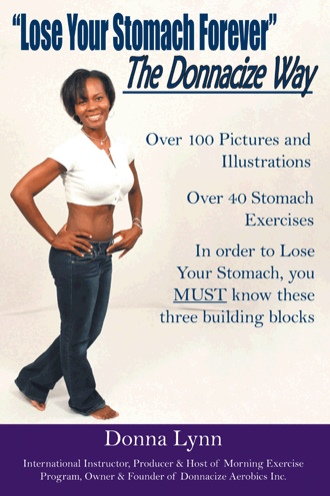 “Lose Your Stomach Forever”
The Donnacize Way
Over 100 Pictures and
Illustrations
Over 40 Stomach
Exercises
In order to Lose
Your Stomach, you
MUST know these
three building blocks
Donna Lynn
International Instructor, Producer & Host of Morning Exercise
Program, Owner & Founder of Donnacize Aerobics Inc.